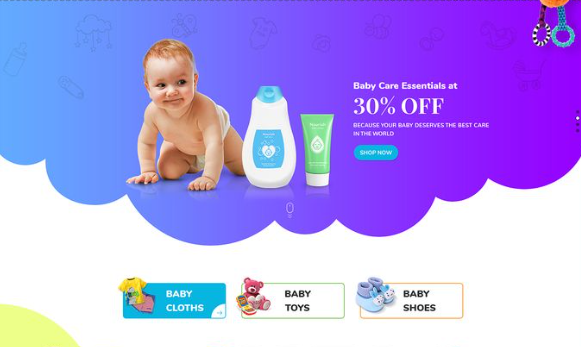 Baby Care Essentials at
30% OFF
BECAUSE YOUR BABY DESERVES THE BEST CARE
IN THE WORLD
SHOP NOW
BABY
CLOTHS
BABY
TOYS
BABY
SHOES